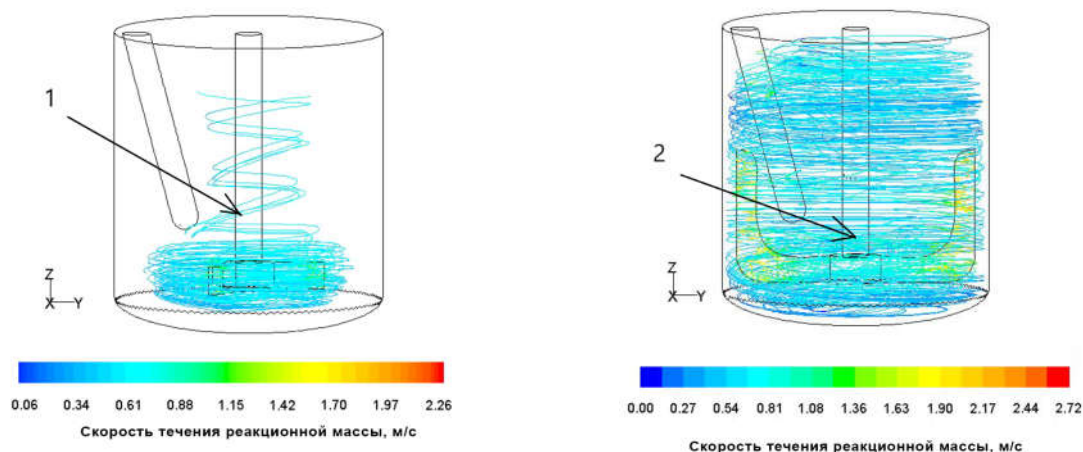 1
Z
X Y
0.06 0.34 0.61 0.88 1.15 1.42 1.70 1.97 2.26
Скорость течения реакционной массы, м/с
2
Z
X Y
0.00 0.27 0.54 0.81 1.08 1.36 1.63 1.90 2.17 2.44 2.72
Скорость течения реакционной массы, м/с